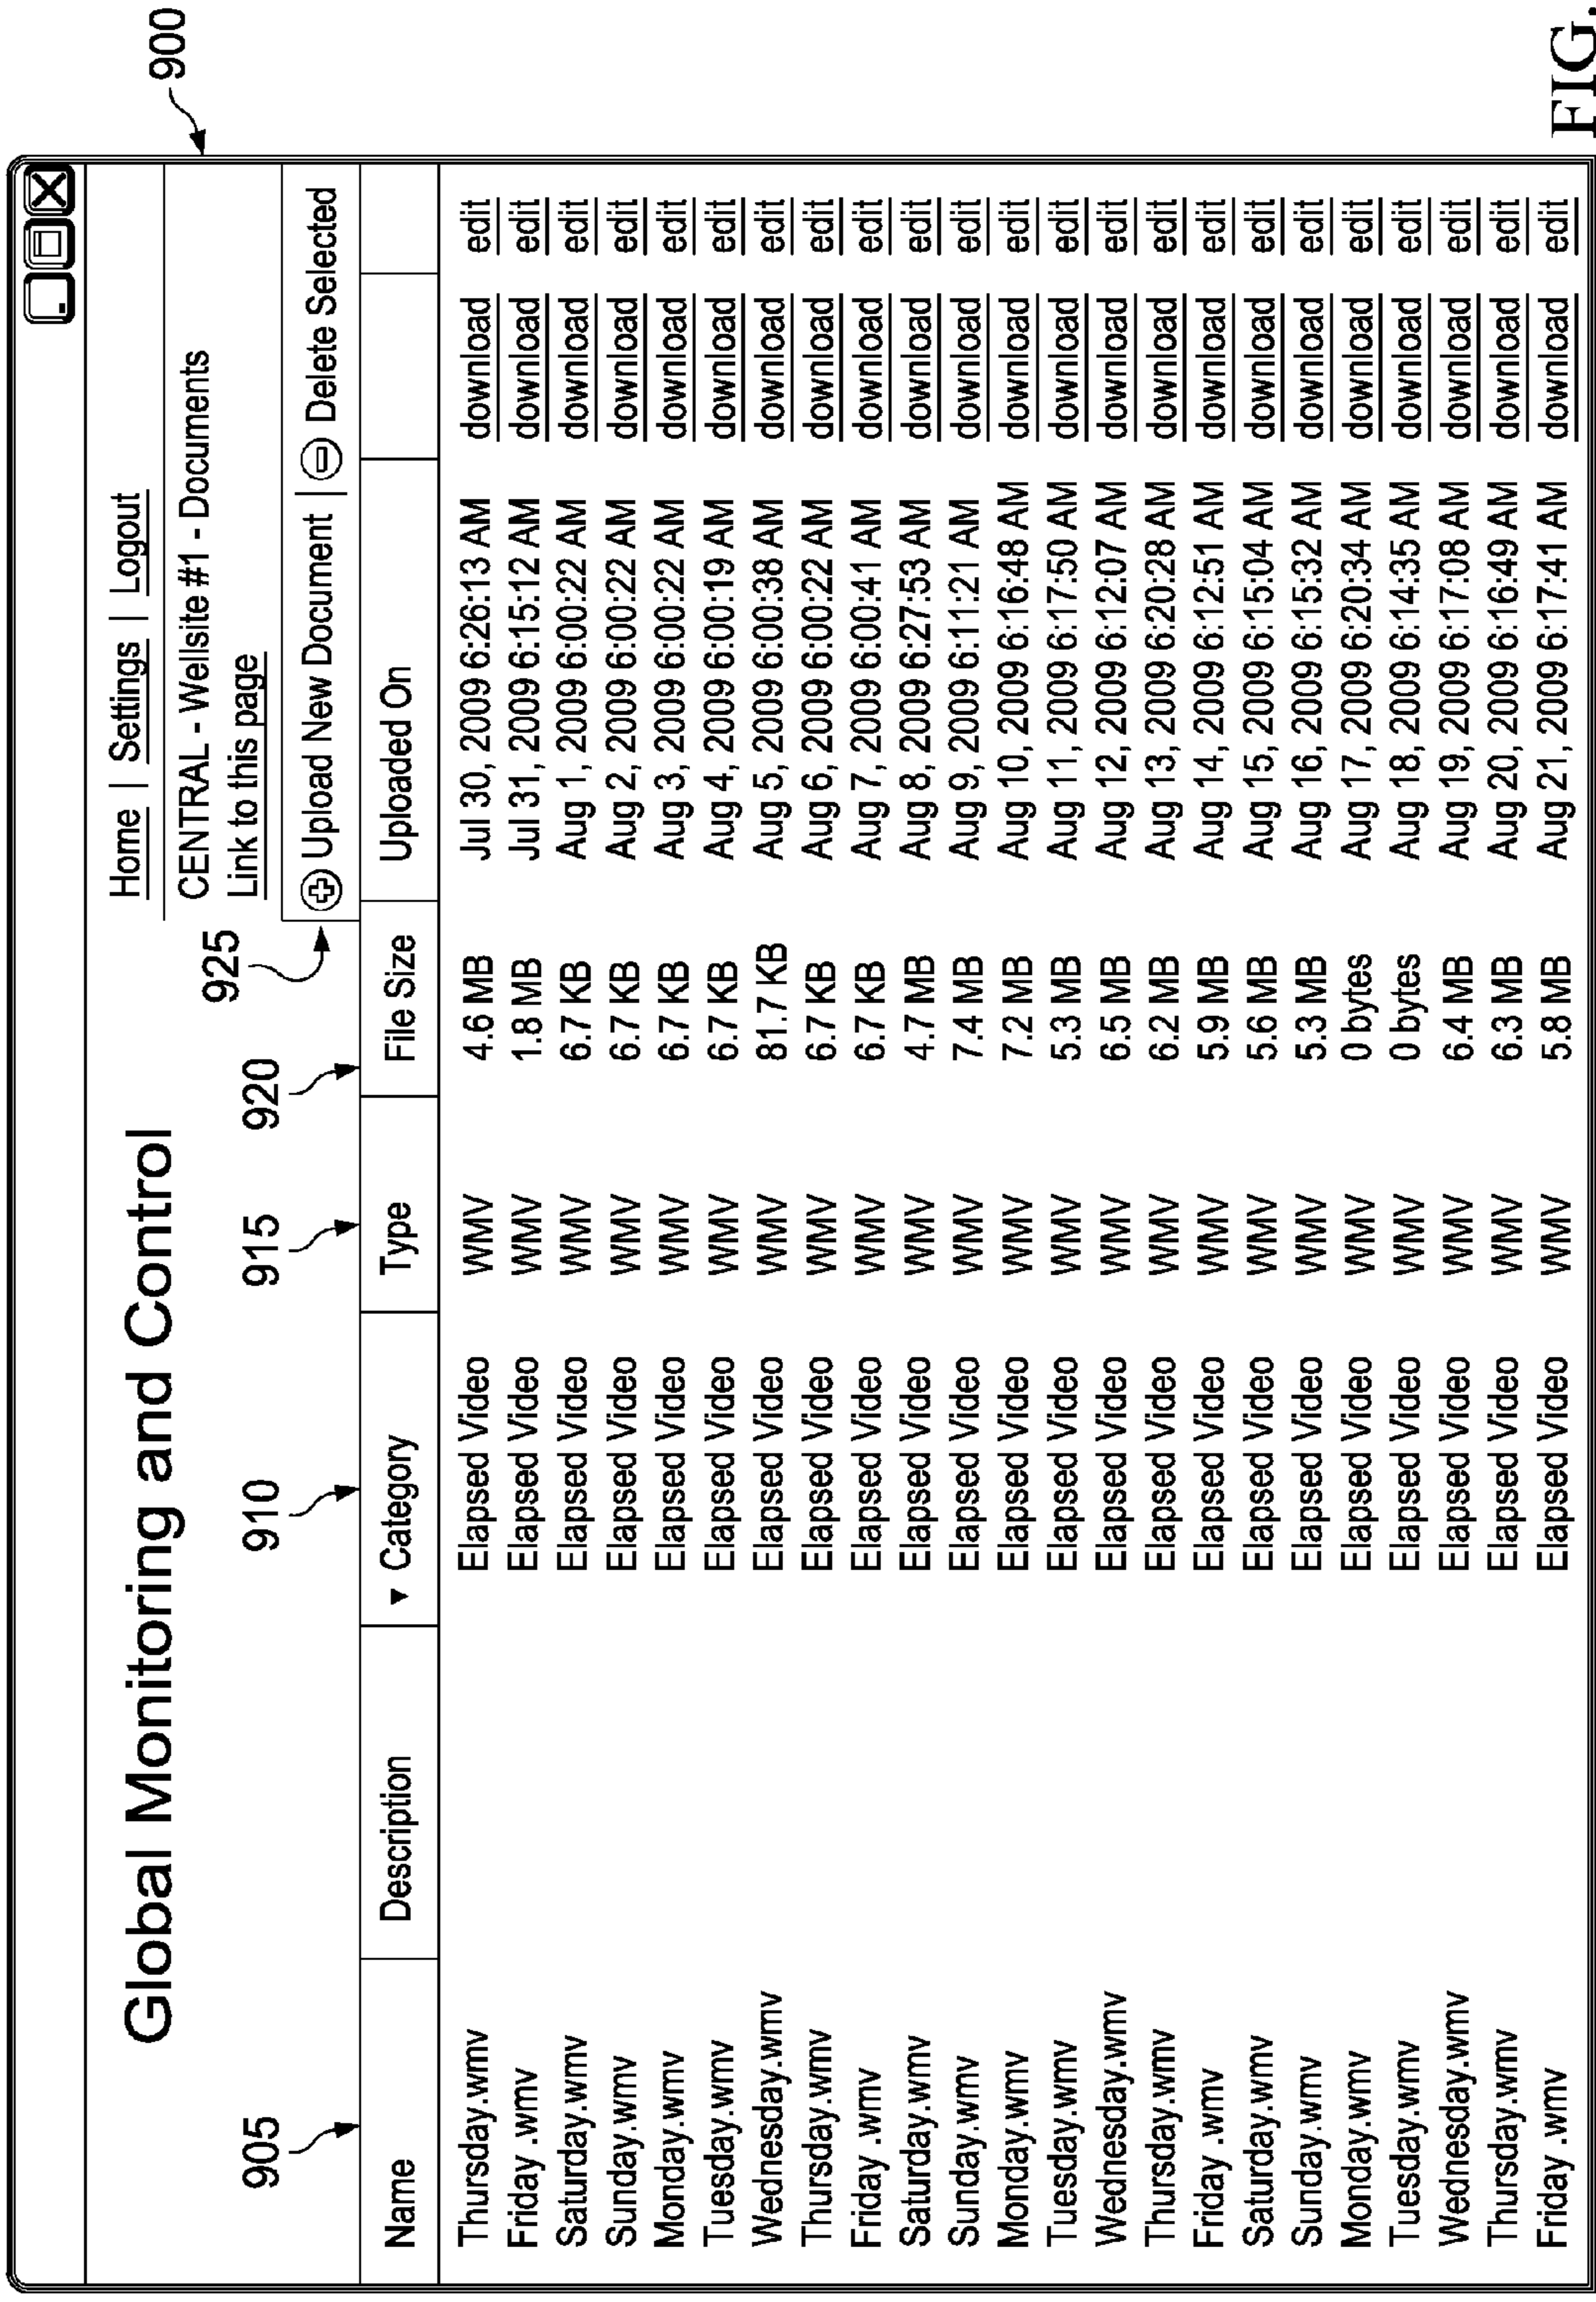 900
Global Monitoring and Control
Home | Settings | Logout
CENTRAL - Wellsite #1 - Documents
Link to this page
905
910
915
920
925
Upload New Document | Delete Selected
Name Description ▼ Category Type File Size Uploaded On
Thursday.wmv Elapsed Video WMV 4.6 MB Jul 30, 2009 6:26:13 AM download edit
Friday .wmv Elapsed Video WMV 1.8 MB Jul 31, 2009 6:15:12 AM download edit
Saturday.wmv Elapsed Video WMV 6.7 KB Aug 1, 2009 6:00:22 AM download edit
Sunday.wmv Elapsed Video WMV 6.7 KB Aug 2, 2009 6:00:22 AM download edit
Monday.wmv Elapsed Video WMV 6.7 KB Aug 3, 2009 6:00:22 AM download edit
Tuesday.wmv Elapsed Video WMV 6.7 KB Aug 4, 2009 6:00:19 AM download edit
Wednesday.wmv Elapsed Video WMV 81.7 KB Aug 5, 2009 6:00:38 AM download edit
Thursday.wmv Elapsed Video WMV 6.7 KB Aug 6, 2009 6:00:22 AM download edit
Friday .wmv Elapsed Video WMV 6.7 KB Aug 7, 2009 6:00:41 AM download edit
Saturday.wmv Elapsed Video WMV 4.7 MB Aug 8, 2009 6:27:53 AM download edit
Sunday.wmv Elapsed Video WMV 7.4 MB Aug 9, 2009 6:11:21 AM download edit
Monday.wmv Elapsed Video WMV 7.2 MB Aug 10, 2009 6:16:48 AM download edit
Tuesday.wmv Elapsed Video WMV 5.3 MB Aug 11, 2009 6:17:50 AM download edit
Wednesday.wmv Elapsed Video WMV 6.5 MB Aug 12, 2009 6:12:07 AM download edit
Thursday.wmv Elapsed Video WMV 6.2 MB Aug 13, 2009 6:20:28 AM download edit
Friday .wmv Elapsed Video WMV 5.9 MB Aug 14, 2009 6:12:51 AM download edit
Saturday.wmv Elapsed Video WMV 5.6 MB Aug 15, 2009 6:15:04 AM download edit
Sunday.wmv Elapsed Video WMV 5.3 MB Aug 16, 2009 6:15:32 AM download edit
Monday.wmv Elapsed Video WMV 0 bytes Aug 17, 2009 6:20:34 AM download edit
Tuesday.wmv Elapsed Video WMV 0 bytes Aug 18, 2009 6:14:35 AM download edit
Wednesday.wmv Elapsed Video WMV 6.4 MB Aug 19, 2009 6:17:08 AM download edit
Thursday.wmv Elapsed Video WMV 6.3 MB Aug 20, 2009 6:16:49 AM download edit
Friday .wmv Elapsed Video WMV 5.8 MB Aug 21, 2009 6:17:41 AM download edit
FIG.